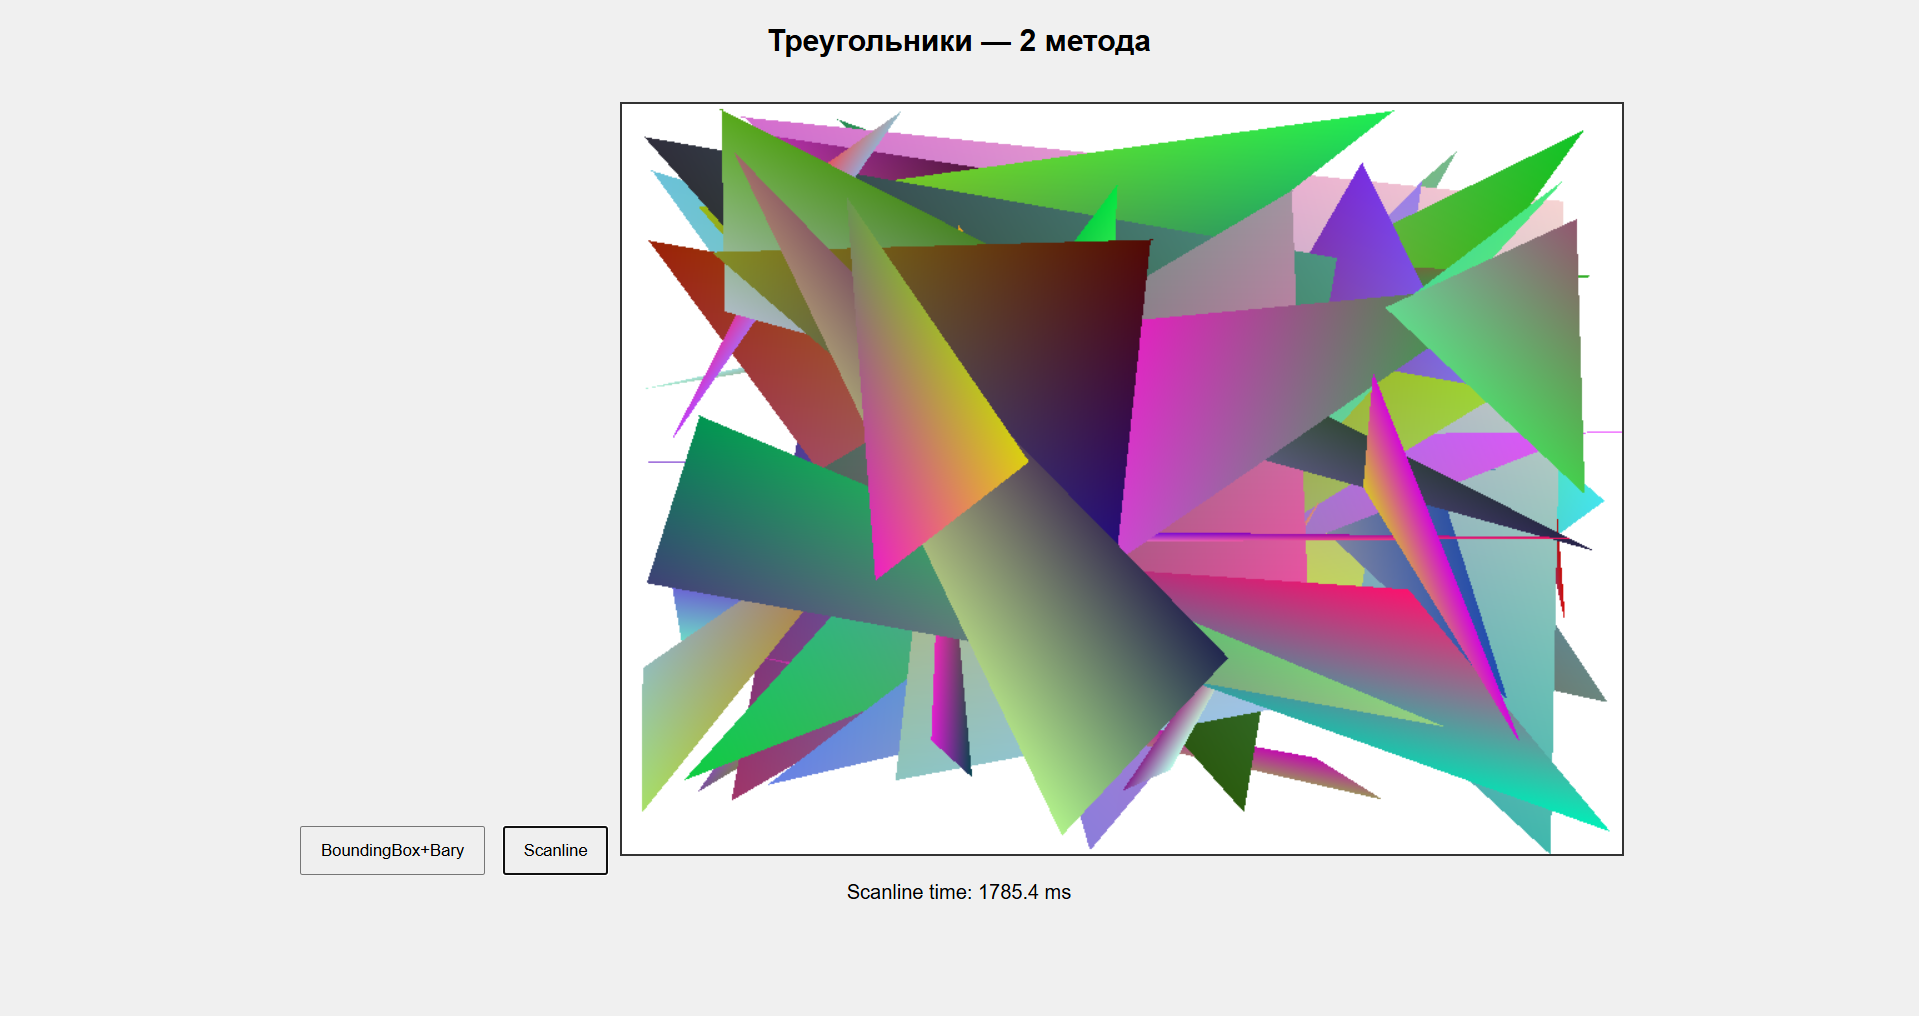 Треугольники — 2 метода
BoundingBox+Bary
Scanline
Scanline time: 1785.4 ms